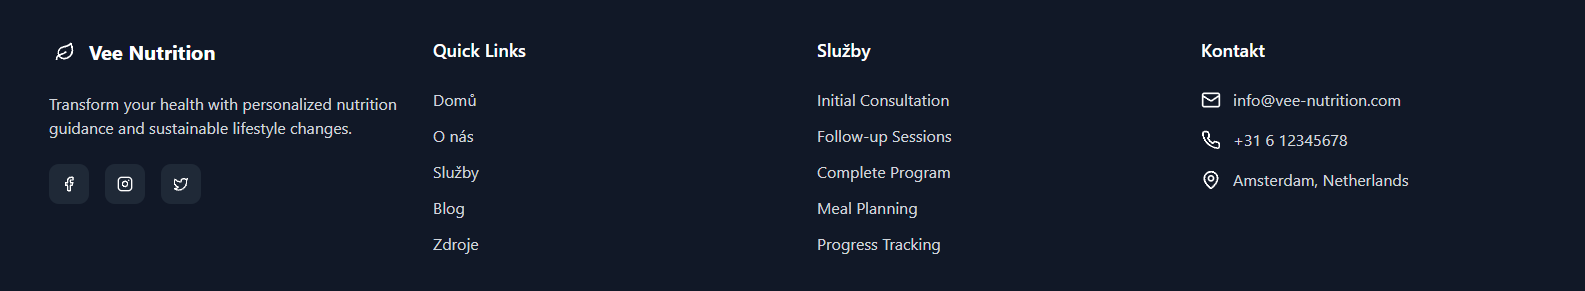 Vee Nutrition
Transform your health with personalized nutrition
guidance and sustainable lifestyle changes.
Quick Links
Domů
O nás
Služby
Blog
Zdroje
Služby
Initial Consultation
Follow-up Sessions
Complete Program
Meal Planning
Progress Tracking
Kontakt
info@vee-nutrition.com
+31 6 12345678
Amsterdam, Netherlands